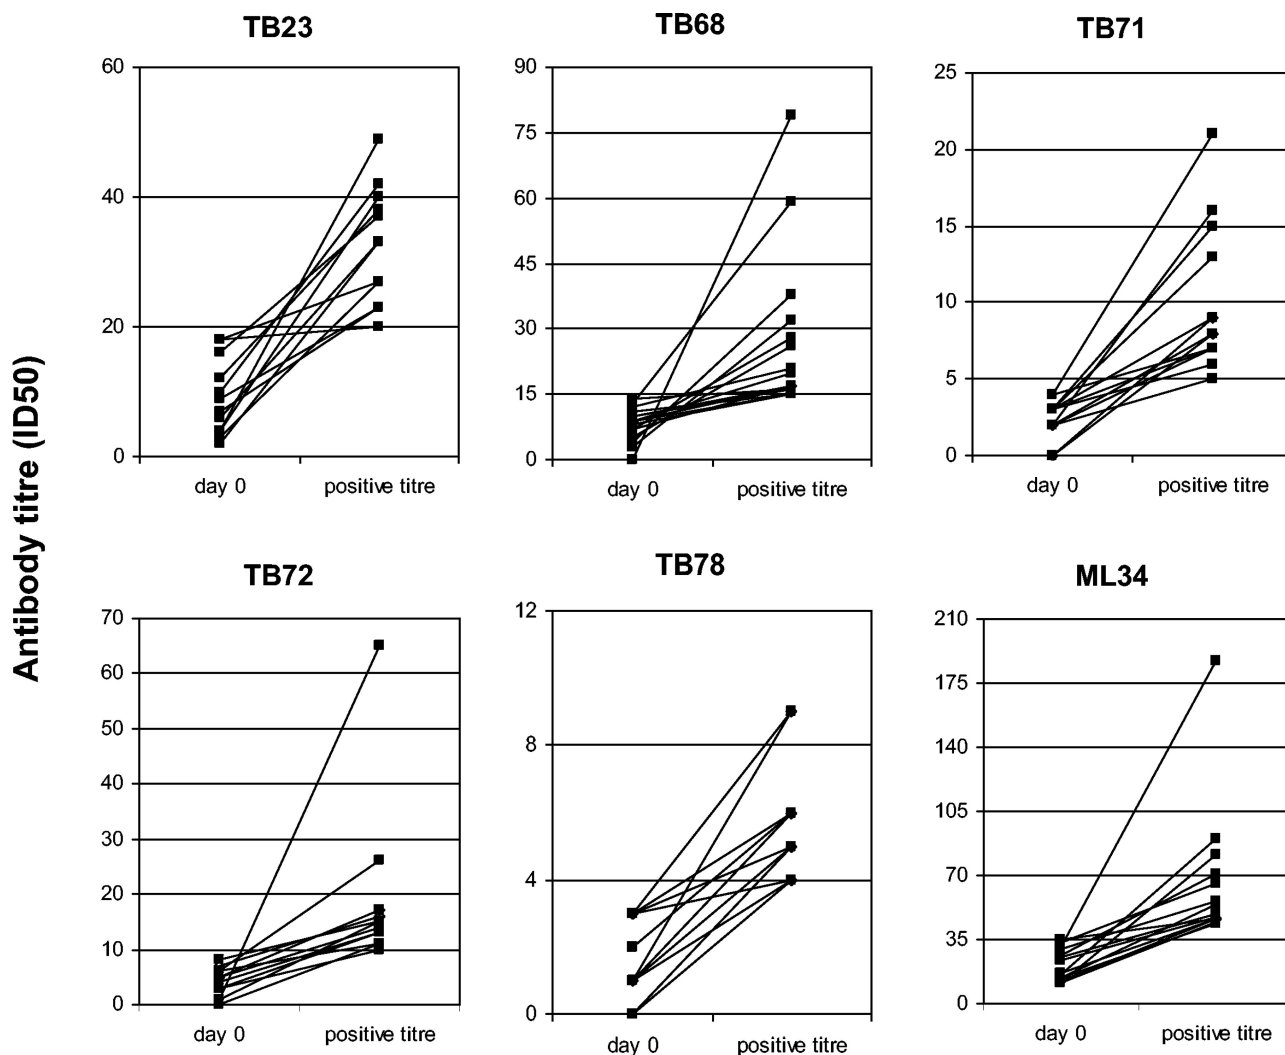 TB23
TB68
TB71
Antibody titre (ID50)
60
40
20
0
day 0
positive titre
90
75
60
45
30
15
0
day 0
positive titre
25
20
15
10
5
0
day 0
positive titre
TB72
TB78
ML34
70
60
50
40
30
20
10
0
day 0
positive titre
12
8
4
0
day 0
positive titre
210
175
140
105
70
35
0
day 0
positive titre